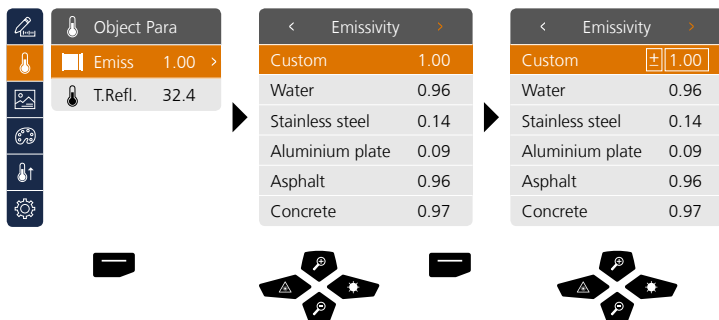 Object Para
Emiss 1.00 >
T.Refl. 32.4
< Emissivity >
Custom 1.00
Water 0.96
Stainless steel 0.14
Aluminium plate 0.09
Asphalt 0.96
Concrete 0.97
< Emissivity >
Custom ± 1.00
Water 0.96
Stainless steel 0.14
Aluminium plate 0.09
Asphalt 0.96
Concrete 0.97